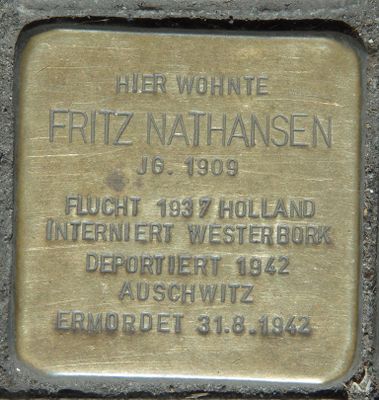 HIER WOHNTE
FRITZ NATHANSEN
JG. 1909
FLUCHT 1937 HOLLAND
INTERNIERT WESTERBORK
DEPORTIERT 1942
AUSCHWITZ
ERMORDET 31.8.1942